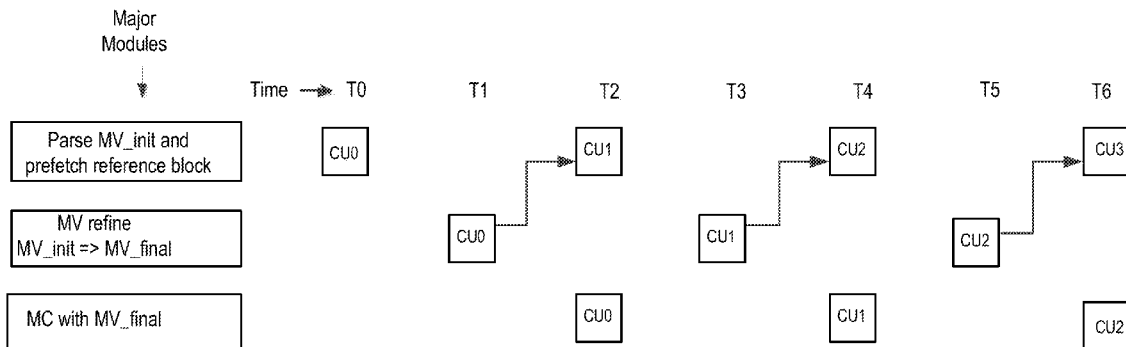 Major
Modules
Time T0 T1 T2 T3 T4 T5 T6
Parse MV_init and
prefetch reference block
CU0 CU1 CU2 CU3
MV refine
MV_init => MV_final
CU0 CU1 CU2
MC with MV_final
CU0 CU1 CU2